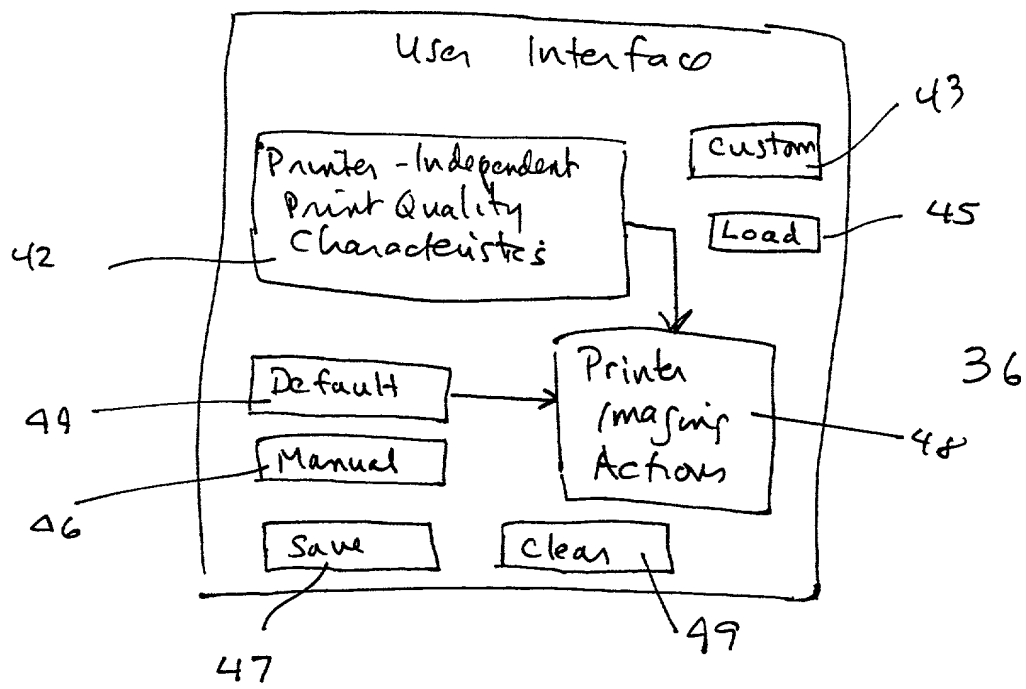 User Interface
43
Custom
Printer-Independent
Print Quality
Characteristics
45
Load
42
Printer
Imaging
Actions
36
Default
44
48
Manual
46
Save
Clear
47
49